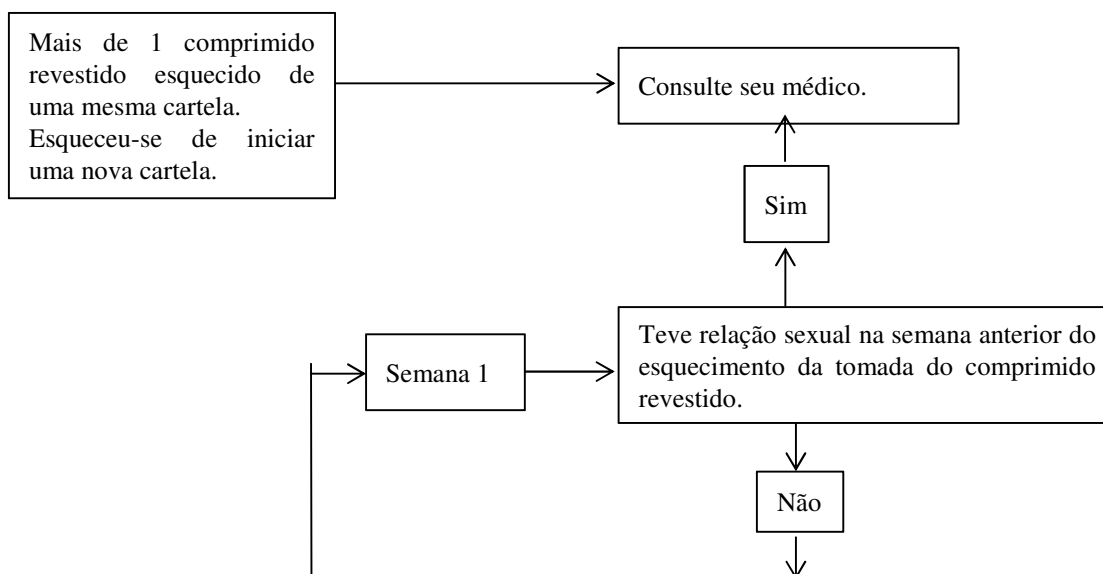 Mais de 1 comprimido
revestido esquecido de
uma mesma cartela.
Esqueceu-se de iniciar
uma nova cartela.
Consulte seu médico.
Sim
Teve relação sexual na semana anterior do
esquecimento da tomada do comprimido
revestido.
Semana 1
Não